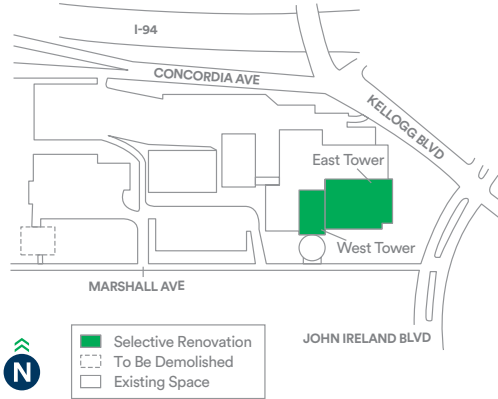 I-94
CONCORDIA AVE
KELLOGG BLVD
East Tower
West Tower
MARSHALL AVE
JOHN IRELAND BLVD
N
Selective Renovation
To Be Demolished
Existing Space